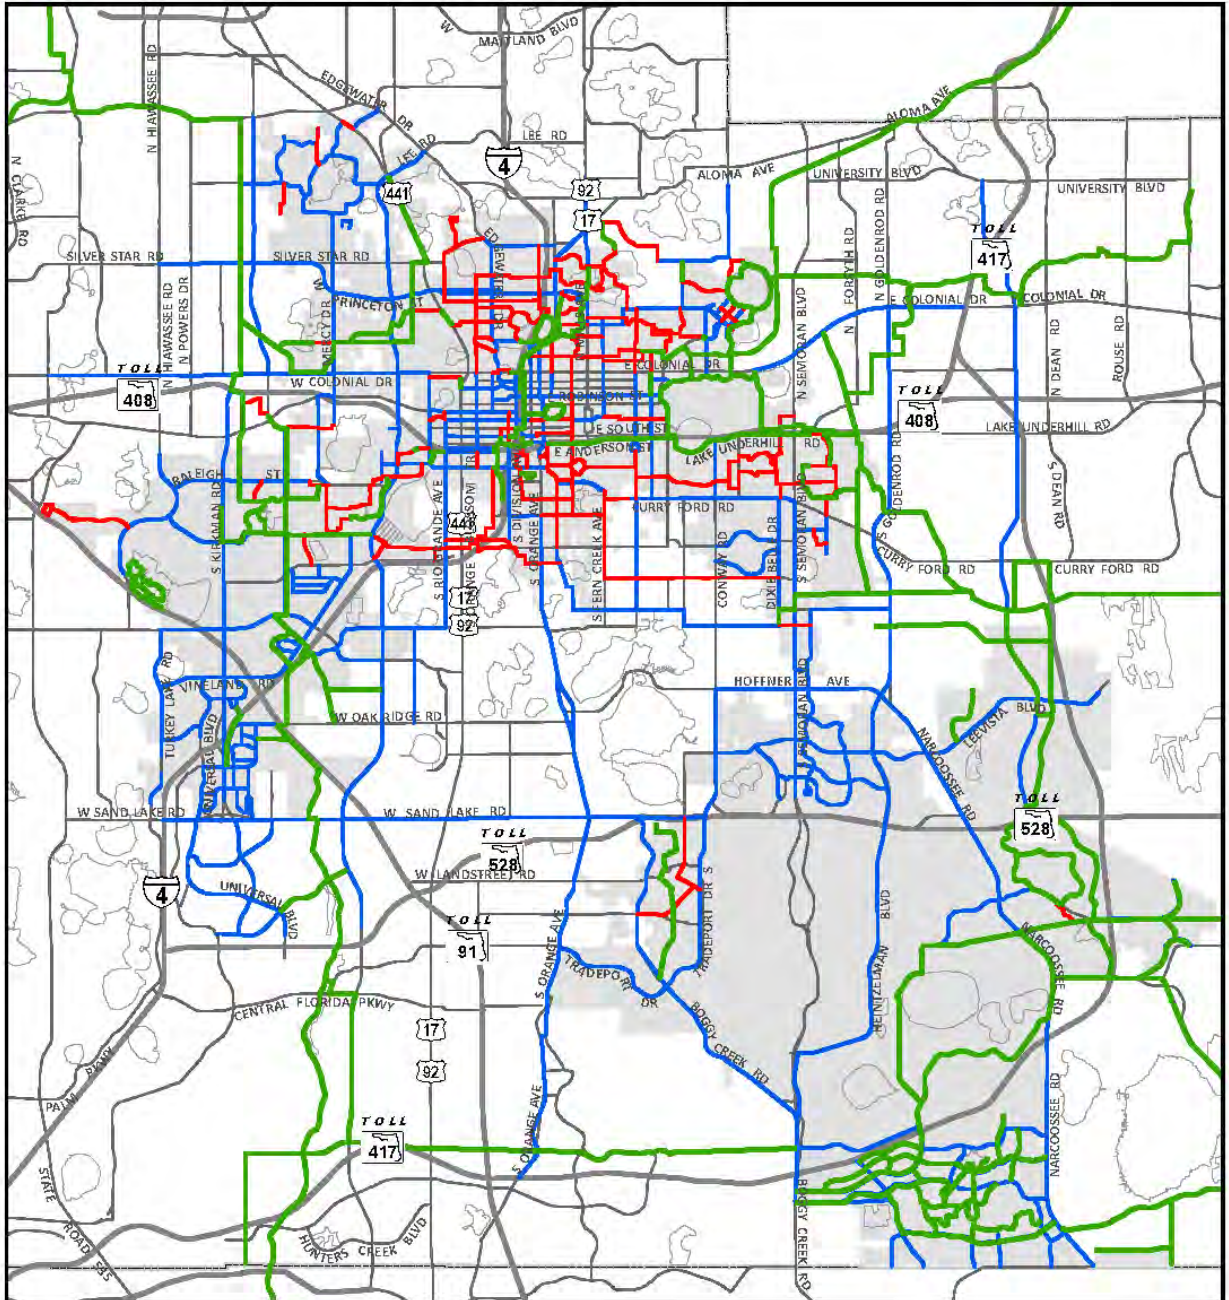 W MAITLAND BLVD
EDGEWATER DR
N HIAWASSEE RD
LEE RD
LEE RD
ALOMA AVE
4
N CLARKE RD
441
92
17
ALOMA AVE
UNIVERSITY BLVD
UNIVERSITY BLVD
N GOLDENROD RD
N FORSYTH RD
TOLL
417
SILVER STAR RD
SILVER STAR RD
EDGEWATER DR
N HIAWASSEE RD
N POWERS DR
W PRINCETON ST
MERCY DR
N MILLS AVE
N SEMORAN BLVD
E COLONIAL DR
COLONIAL DR
N DEAN RD
ROUSE RD
TOLL
408
W COLONIAL DR
E COLONIAL DR
ROBINSON ST
TOLL
408
E SOUTH ST
E ANDERSON ST
LAKE UNDERHILL RD
LAKE UNDERHILL RD
RALEIGH ST
S KIRKMAN RD
S RIO GRANDE AVE
S DIVISION
S ORANGE AVE
441
S FERN CREEK AVE
CURRY FORD RD
CONWAY RD
DIXIE BELLE DR
S SEMORAN BLVD
S GOLDENROD RD
S DEAN RD
CURRY FORD RD
CURRY FORD RD
17
92
TURKEY LAKE RD
VINELAND RD
UNIVERSAL BLVD
W OAK RIDGE RD
HOFFNER AVE
S SEMORAN BLVD
NARCOOSSEE RD
LEEVISTA BLVD
W SAND LAKE RD
W SAND LAKE RD
TOLL
528
TOLL
528
W LANDSTREET RD
4
UNIVERSAL BLVD
TOLL
91
S ORANGE AVE
TRADEPORT DR
TRADEPORT DR S
HEINTZELMAN BLVD
NARCOOSSEE RD
CENTRAL FLORIDA PKWY
BOGGY CREEK RD
17
92
PALM PKWY
S ORANGE AVE
NARCOOSSEE RD
TOLL
417
STATE ROAD 535
HUNTERS CREEK BLVD
BOGGY CREEK RD